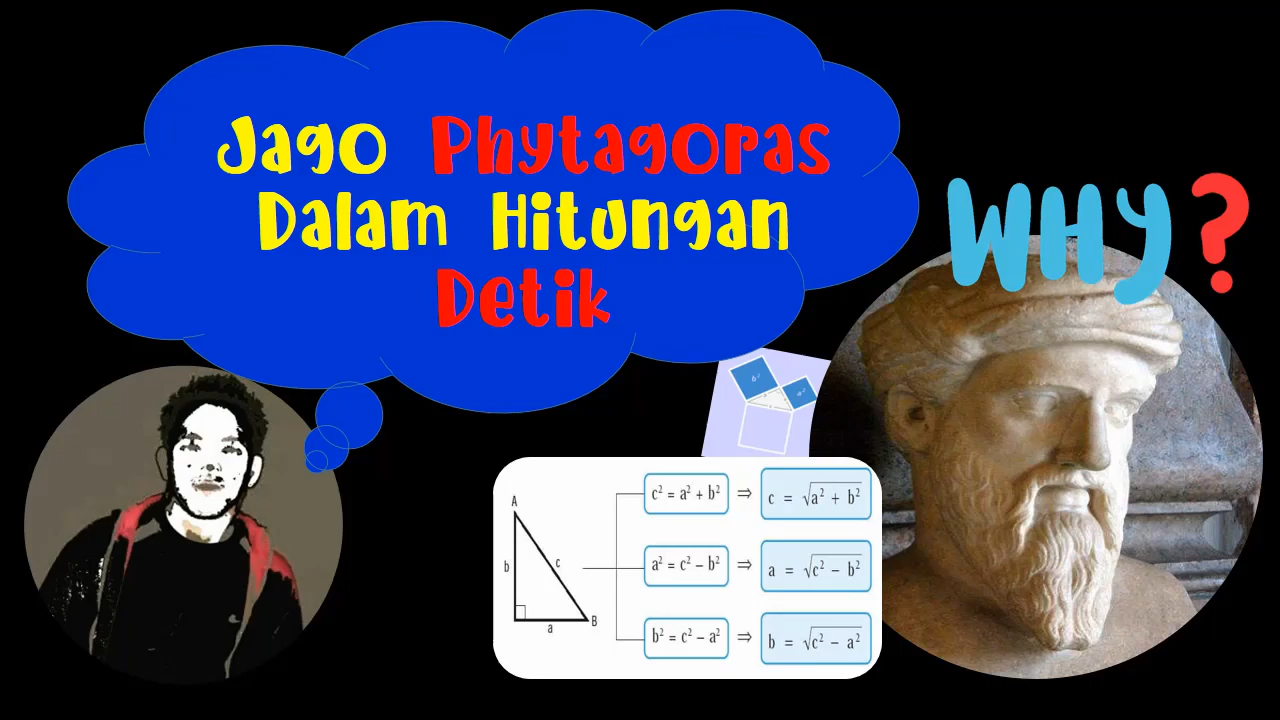 Jago Phytagoras
Dalam Hitungan
Detik
WHY?
A
b
c
a
B
c² = a² + b² ⇒ c = √a² + b²
a² = c² – b² ⇒ a = √c² – b²
b² = c² – a² ⇒ b = √c² – a²